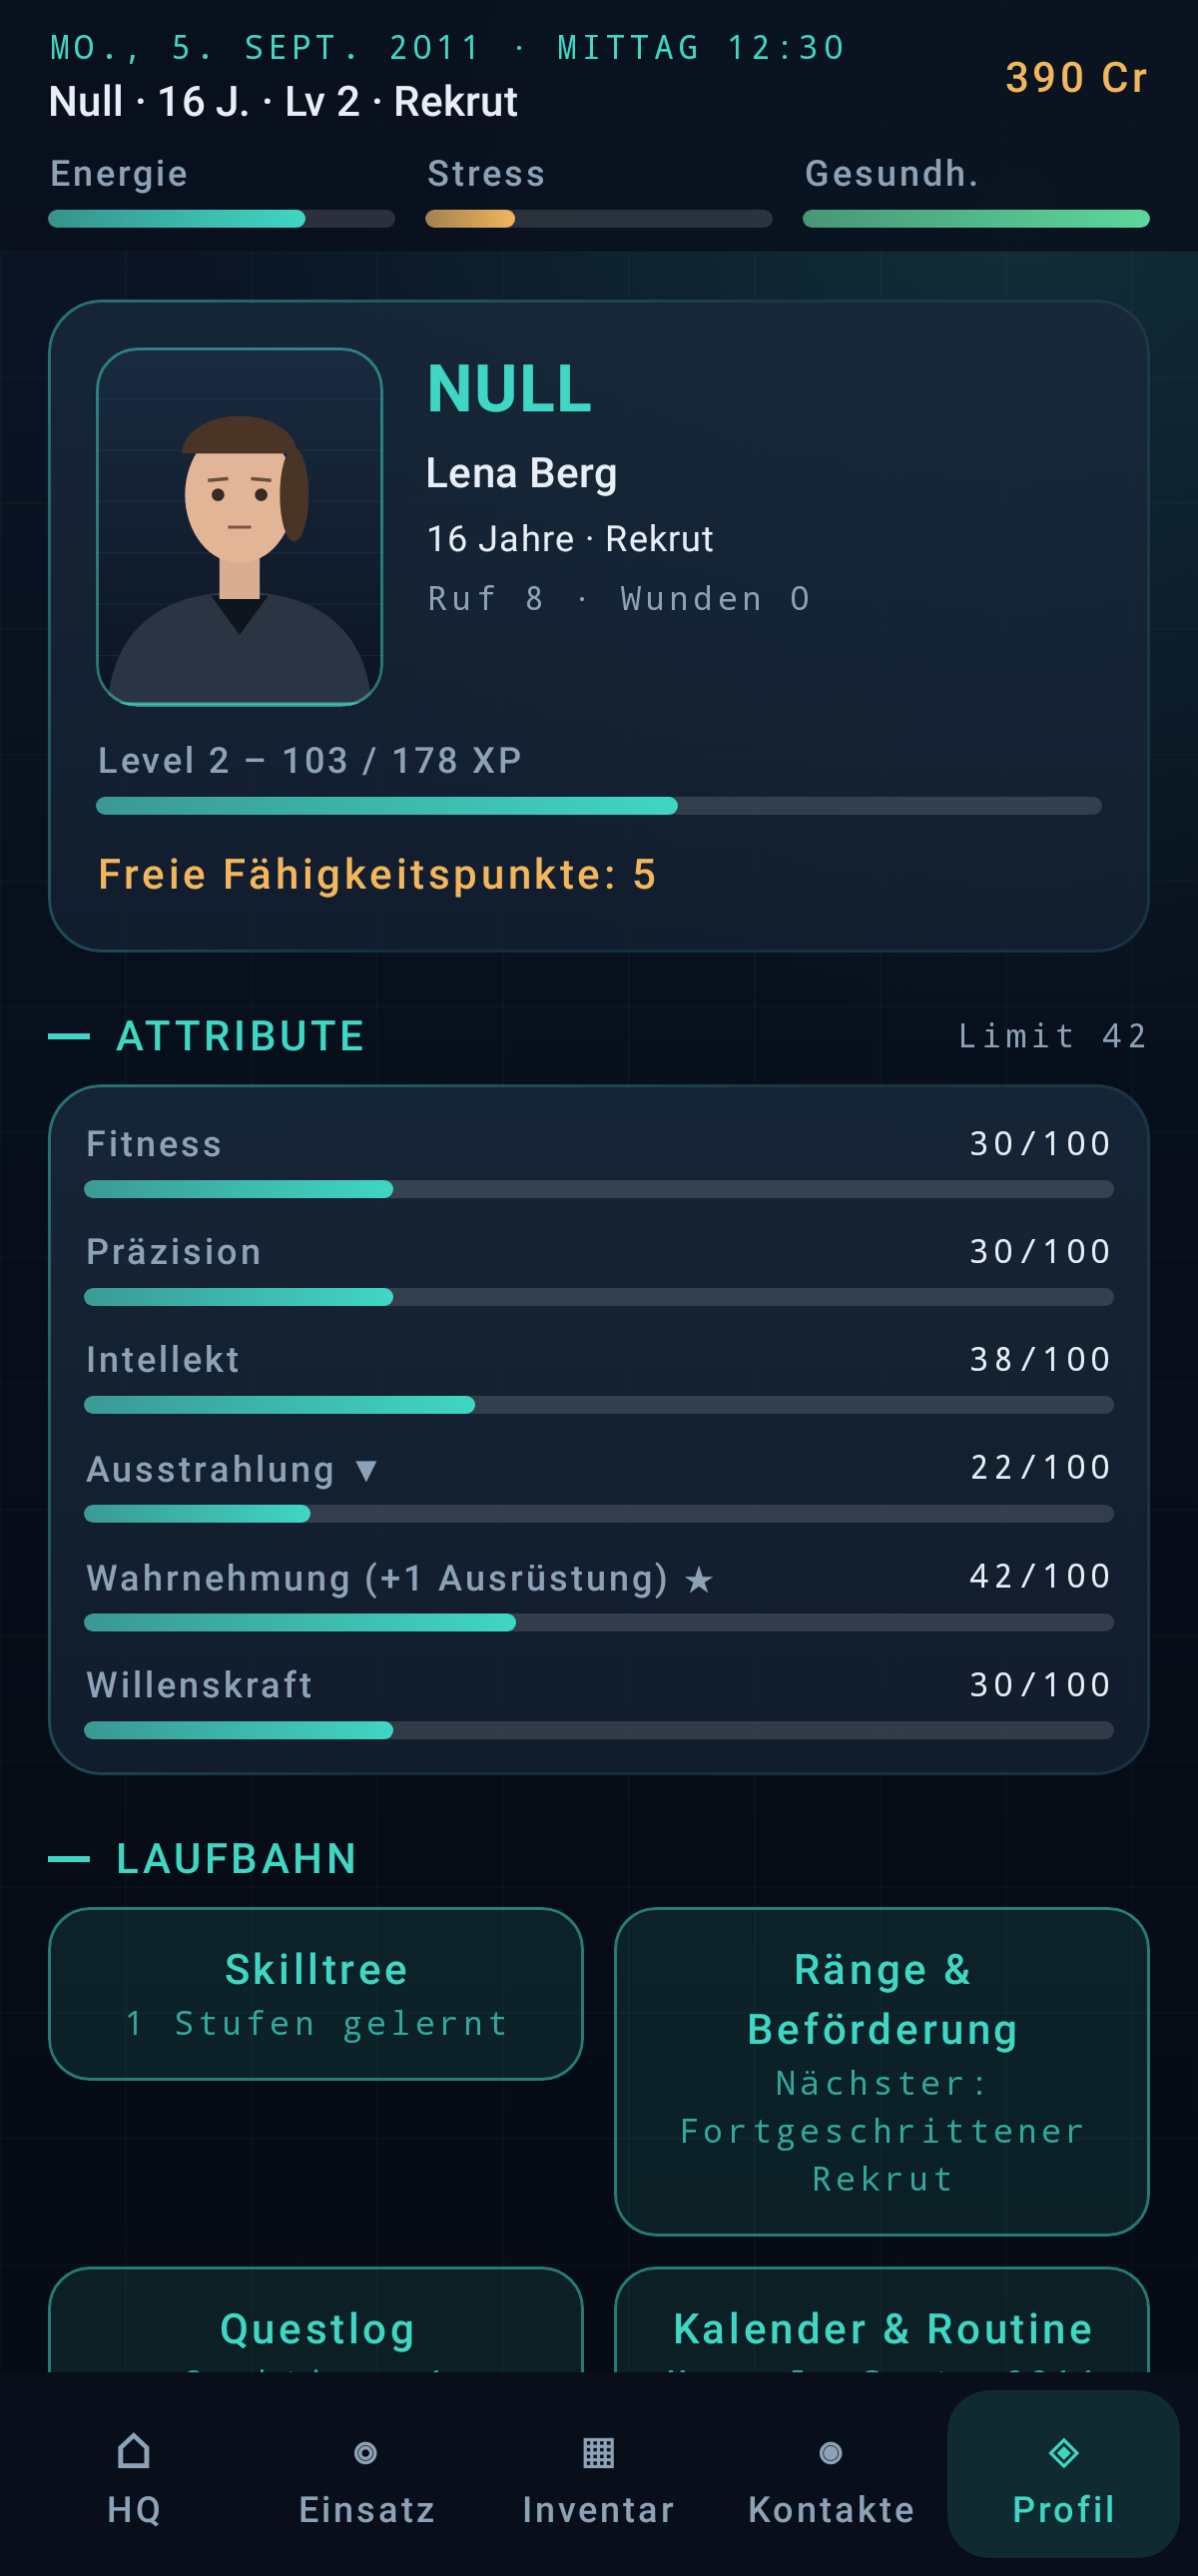 MO., 5. SEPT. 2011 · MITTAG 12:30
390 Cr
Null · 16 J. · Lv 2 · Rekrut
Energie
Stress
Gesundh.
NULL
Lena Berg
16 Jahre · Rekrut
Ruf 8 · Wunden 0
Level 2 – 103 / 178 XP
Freie Fähigkeitspunkte: 5
ATTRIBUTE
Limit 42
Fitness 30/100
Präzision 30/100
Intellekt 38/100
Ausstrahlung ▼ 22/100
Wahrnehmung (+1 Ausrüstung) ★ 42/100
Willenskraft 30/100
LAUFBAHN
Skilltree
1 Stufen gelernt
Ränge &
Beförderung
Nächster:
Fortgeschrittener
Rekrut
Questlog
Kalender & Routine
HQ
Einsatz
Inventar
Kontakte
Profil